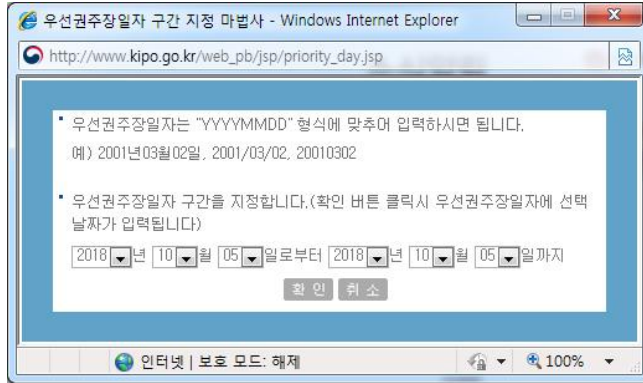 우선권주장일자 구간 지정 마법사 - Windows Internet Explorer
http://www.kipo.go.kr/web_pb/jsp/priority_day.jsp
우선권주장일자는 "YYYYMMDD" 형식에 맞추어 입력하시면 됩니다.
예) 2001년03월02일, 2001/03/02, 20010302
우선권주장일자 구간을 지정합니다.(확인 버튼 클릭시 우선권주장일자에 선택
날짜가 입력됩니다)
2018 년 10 월 05 일로부터 2018 년 10 월 05 일까지
확 인 취 소
인터넷 | 보호 모드: 해제 100%